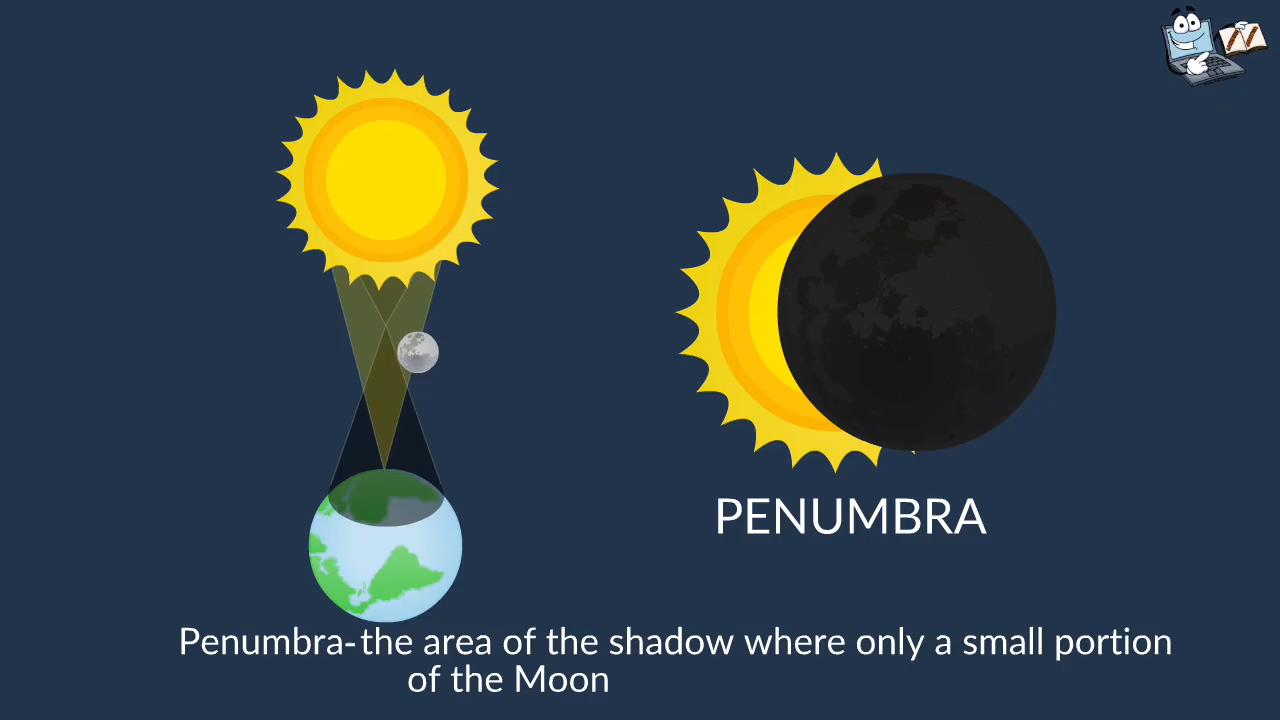 PENUMBRA
Penumbra- the area of the shadow where only a small portion
of the Moon